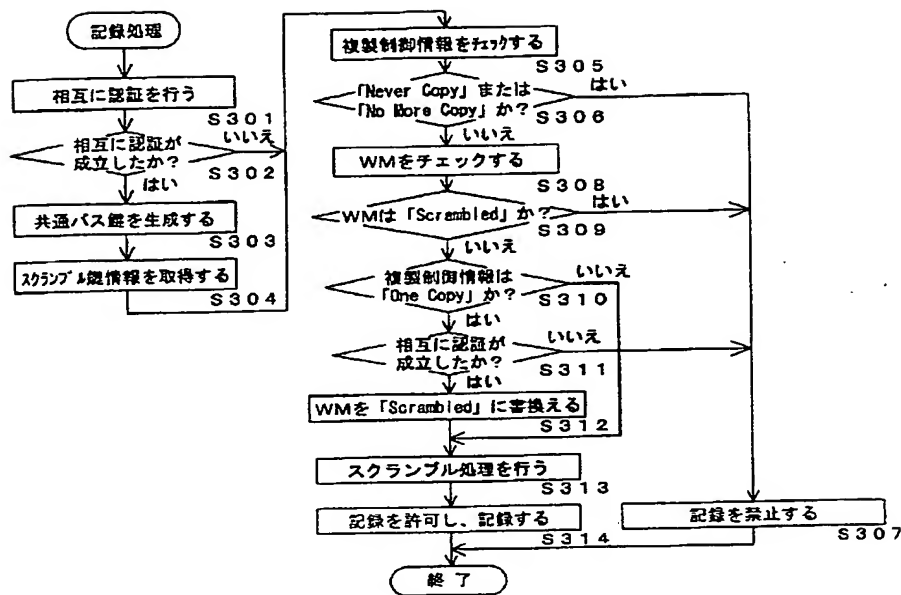 記録処理
相互に認証を行う
S301
相互に認証が
成立したか?
いいえ
S302
はい
共通バス鍵を生成する
S303
スクランブル鍵情報を取得する
S304
複製制御情報をチェックする
S305
「Never Copy」または
「No More Copy」か?
はい
S306
いいえ
WMをチェックする
S308
WMは「Scrambled」か?
はい
S309
いいえ
複製制御情報は
「One Copy」か?
いいえ
S310
はい
相互に認証が
成立したか?
いいえ
S311
はい
WMを「Scrambled」に書換える
S312
スクランブル処理を行う
S313
記録を許可し、記録する
S314
記録を禁止する
S307
終了